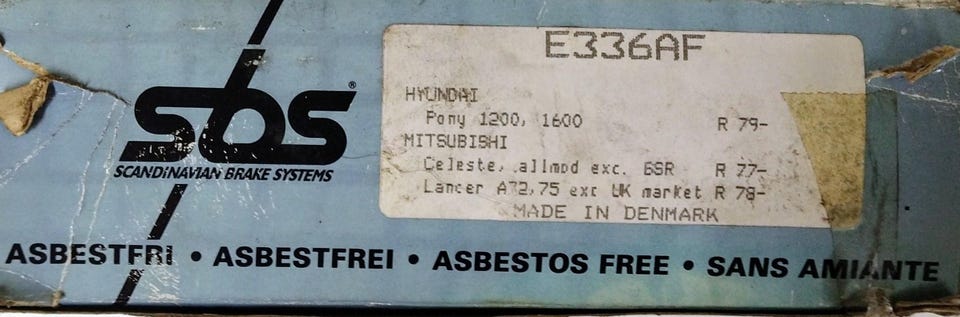 sbs®
SCANDINAVIAN BRAKE SYSTEMS
E336AF
HYUNDAI
Pony 1200, 1600 R 79-
MITSUBISHI
Celeste, allmod exc. GSR R 77-
Lancer A72,75 exc UK market R 78-
MADE IN DENMARK
ASBESTFRI • ASBESTFREI • ASBESTOS FREE • SANS AMIANTE